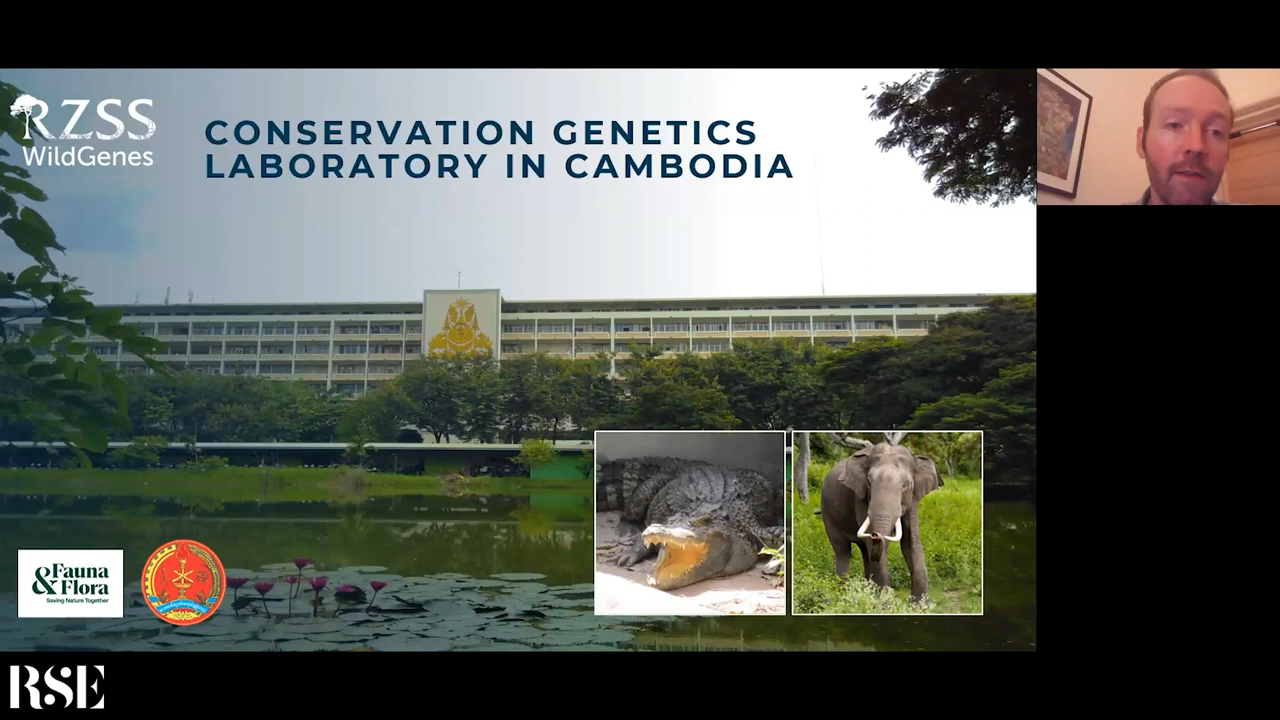 RZSS
WildGenes
CONSERVATION GENETICS
LABORATORY IN CAMBODIA
Fauna
& Flora
Saving Nature Together
RSE